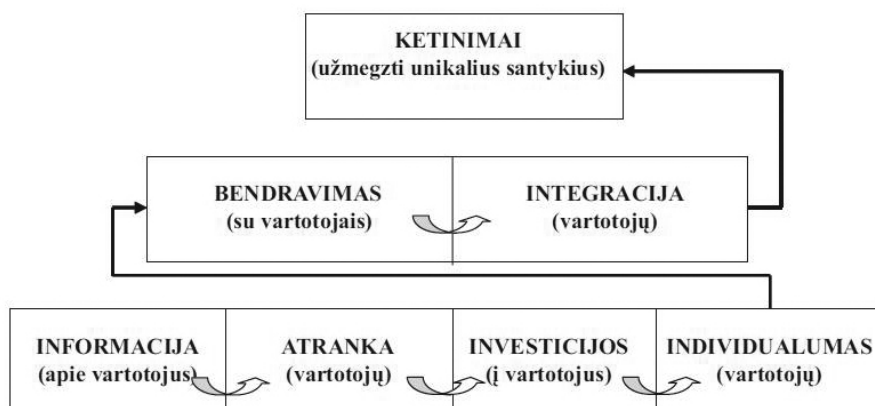 KETINIMAI
(užmegzti unikalius santykius)
BENDRAVIMAS
(su vartotojais)
INTEGRACIJA
(vartotojų)
INFORMACIJA
(apie vartotojus)
ATRANKA
(vartotojų)
INVESTICIJOS
(į vartotojus)
INDIVIDUALUMAS
(vartotojų)